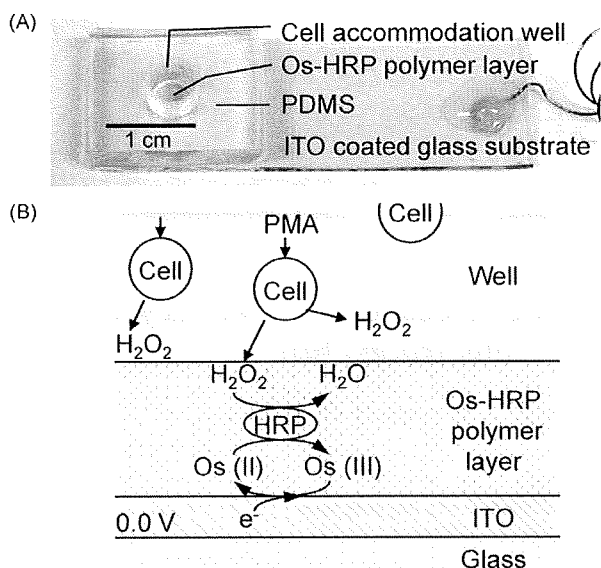 (A)
Cell accommodation well
Os-HRP polymer layer
PDMS
1 cm
ITO coated glass substrate
(B)
PMA
Cell
Cell
Cell
Well
H₂O₂
H₂O₂
H₂O₂
H₂O
HRP
Os-HRP
polymer
layer
Os (II)
Os (III)
0.0 V
e⁻
ITO
Glass